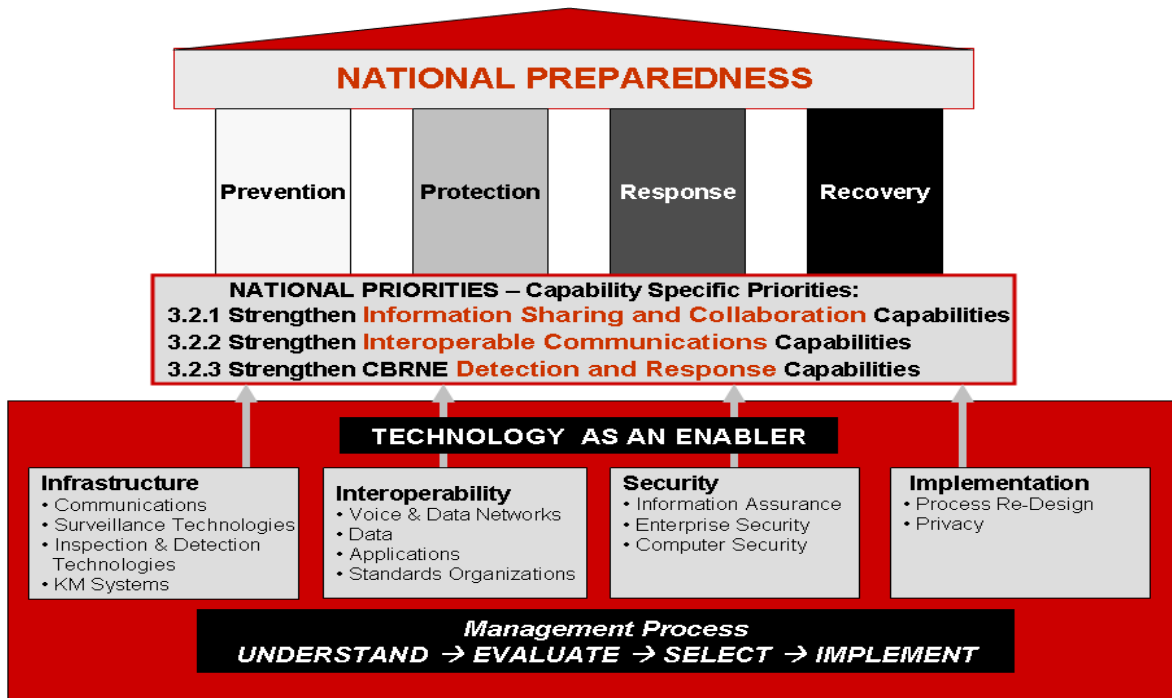 NATIONAL PREPAREDNESS
Prevention
Protection
Response
Recovery
NATIONAL PRIORITIES – Capability Specific Priorities:
3.2.1 Strengthen Information Sharing and Collaboration Capabilities
3.2.2 Strengthen Interoperable Communications Capabilities
3.2.3 Strengthen CBRNE Detection and Response Capabilities
TECHNOLOGY AS AN ENABLER
Infrastructure
• Communications
• Surveillance Technologies
• Inspection & Detection
Technologies
• KM Systems
Interoperability
• Voice & Data Networks
• Data
• Applications
• Standards Organizations
Security
• Information Assurance
• Enterprise Security
• Computer Security
Implementation
• Process Re-Design
• Privacy
Management Process
UNDERSTAND → EVALUATE → SELECT → IMPLEMENT